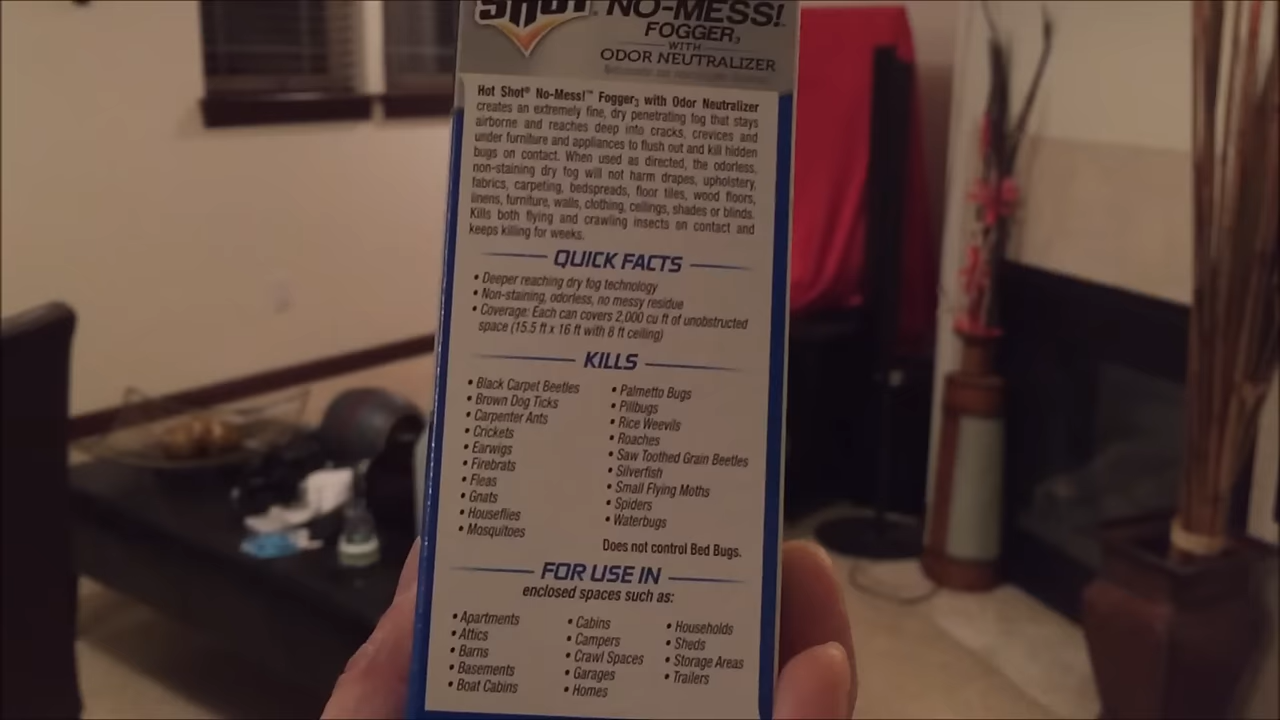 SHOT NO-MESS!
FOGGER3
WITH
ODOR NEUTRALIZER
Hot Shot® No-Mess!™ Fogger3 with Odor Neutralizer
creates an extremely fine, dry penetrating fog that stays
airborne and reaches deep into cracks, crevices and
under furniture and appliances to flush out and kill hidden
bugs on contact. When used as directed, the odorless,
non-staining dry fog will not harm drapes, upholstery,
fabrics, carpeting, bedspreads, floor tiles, wood floors,
linens, furniture, walls, clothing, ceilings, shades or blinds.
Kills both flying and crawling insects on contact and
keeps killing for weeks.
QUICK FACTS
• Deeper reaching dry fog technology
• Non-staining, odorless, no messy residue
• Coverage: Each can covers 2,000 cu ft of unobstructed
space (15.5 ft x 16 ft with 8 ft ceiling)
KILLS
• Black Carpet Beetles
• Brown Dog Ticks
• Carpenter Ants
• Crickets
• Earwigs
• Firebrats
• Fleas
• Gnats
• Houseflies
• Mosquitoes
• Palmetto Bugs
• Pillbugs
• Rice Weevils
• Roaches
• Saw Toothed Grain Beetles
• Silverfish
• Small Flying Moths
• Spiders
• Waterbugs
Does not control Bed Bugs.
FOR USE IN
enclosed spaces such as:
• Apartments
• Attics
• Barns
• Basements
• Boat Cabins
• Cabins
• Campers
• Crawl Spaces
• Garages
• Homes
• Households
• Sheds
• Storage Areas
• Trailers